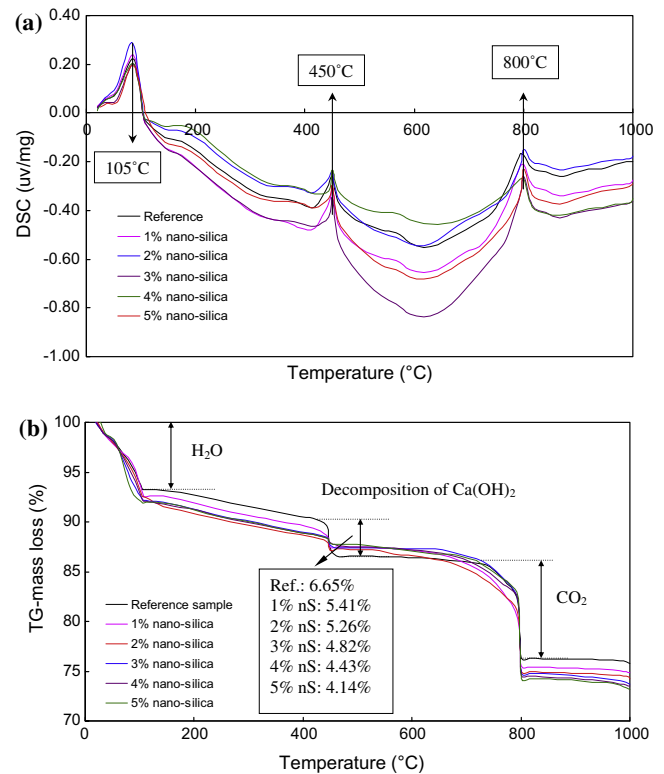 (a)
0.40
0.20
0.00
-0.20
-0.40
-0.60
-0.80
-1.00
DSC (uv/mg)
0 200 400 600 800 1000
Temperature (°C)
105˚C
450˚C
800˚C
Reference
1% nano-silica
2% nano-silica
3% nano-silica
4% nano-silica
5% nano-silica
(b)
100
95
90
85
80
75
70
TG-mass loss (%)
0 200 400 600 800 1000
Temperature (°C)
H₂O
Decomposition of Ca(OH)₂
CO₂
Ref.: 6.65%
1% nS: 5.41%
2% nS: 5.26%
3% nS: 4.82%
4% nS: 4.43%
5% nS: 4.14%
Reference sample
1% nano-silica
2% nano-silica
3% nano-silica
4% nano-silica
5% nano-silica